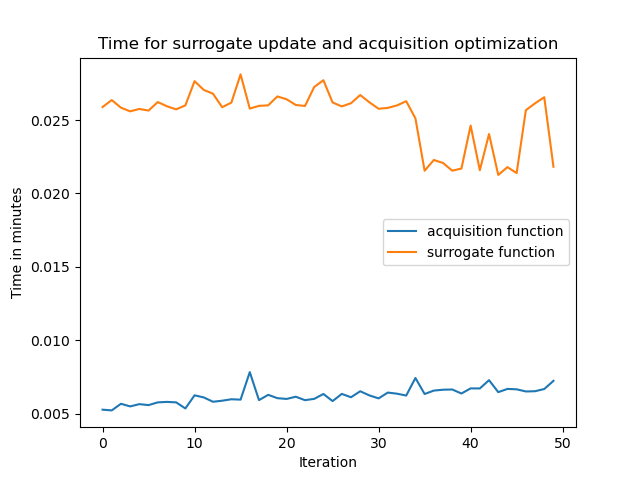 Time for surrogate update and acquisition optimization
Time in minutes
0.025
0.020
0.015
0.010
0.005
acquisition function
surrogate function
0 10 20 30 40 50
Iteration